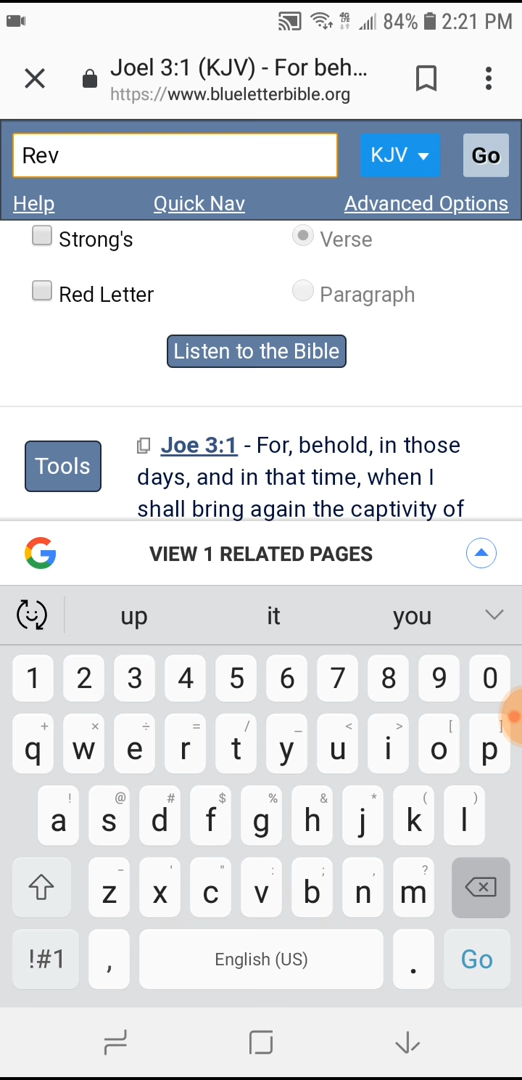 84% 2:21 PM
Joel 3:1 (KJV) - For beh...
https://www.blueletterbible.org
Rev KJV Go
Help Quick Nav Advanced Options
Strong's Verse
Red Letter Paragraph
Listen to the Bible
Tools
Joe 3:1 - For, behold, in those
days, and in that time, when I
shall bring again the captivity of
G VIEW 1 RELATED PAGES
up it you
1 2 3 4 5 6 7 8 9 0
+ × ÷ = / _ < > [ ]
q w e r t y u i o p
! @ # $ % & * ( )
a s d f g h j k l
- ' " : ; , ?
z x c v b n m
!#1 , English (US) . Go